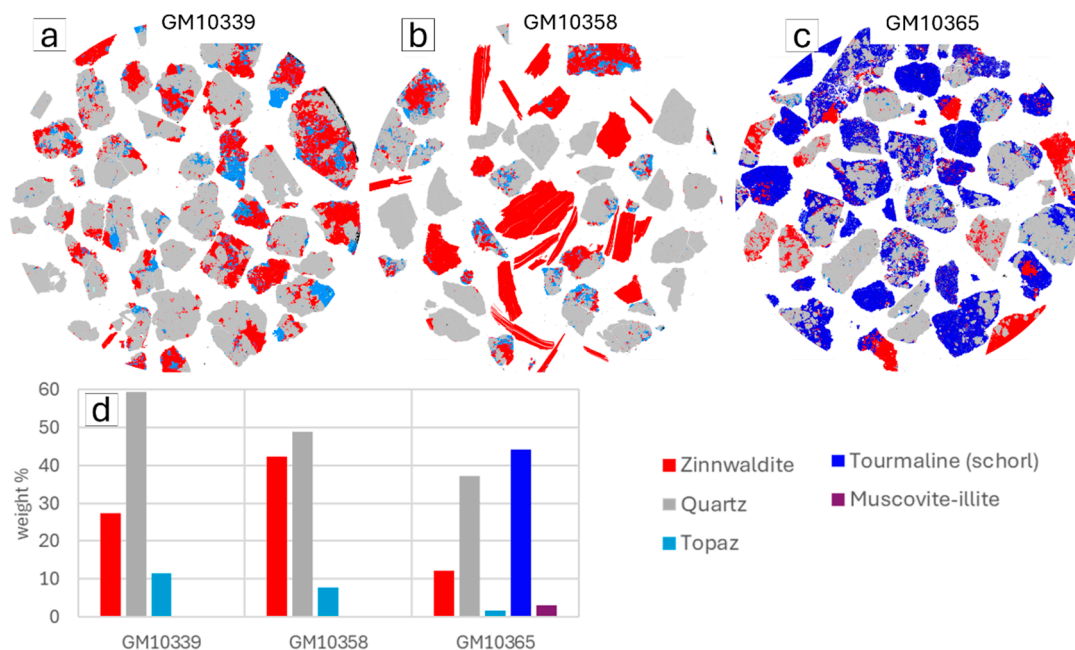 a
GM10339
b
GM10358
c
GM10365
d
weight %
60
50
40
30
20
10
0
GM10339
GM10358
GM10365
Zinnwaldite
Tourmaline (schorl)
Quartz
Muscovite-illite
Topaz